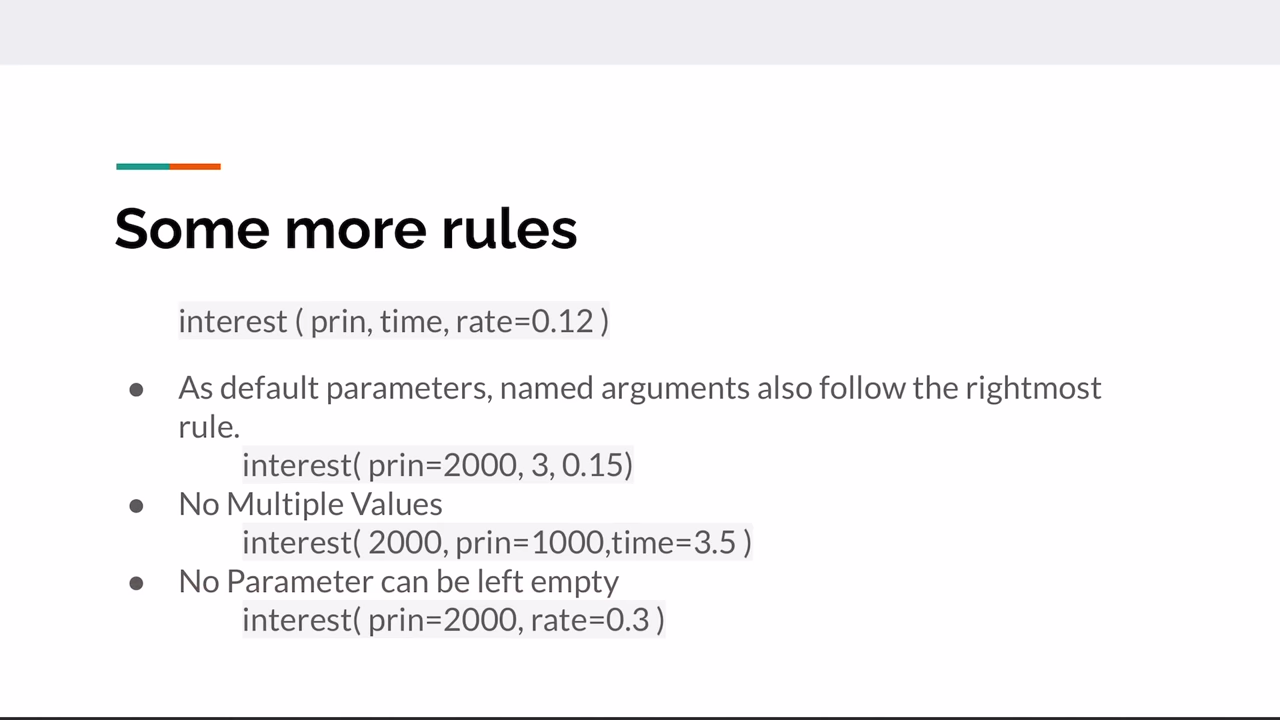 Some more rules
interest ( prin, time, rate=0.12 )
● As default parameters, named arguments also follow the rightmost
rule.
interest( prin=2000, 3, 0.15)
● No Multiple Values
interest( 2000, prin=1000,time=3.5 )
● No Parameter can be left empty
interest( prin=2000, rate=0.3 )